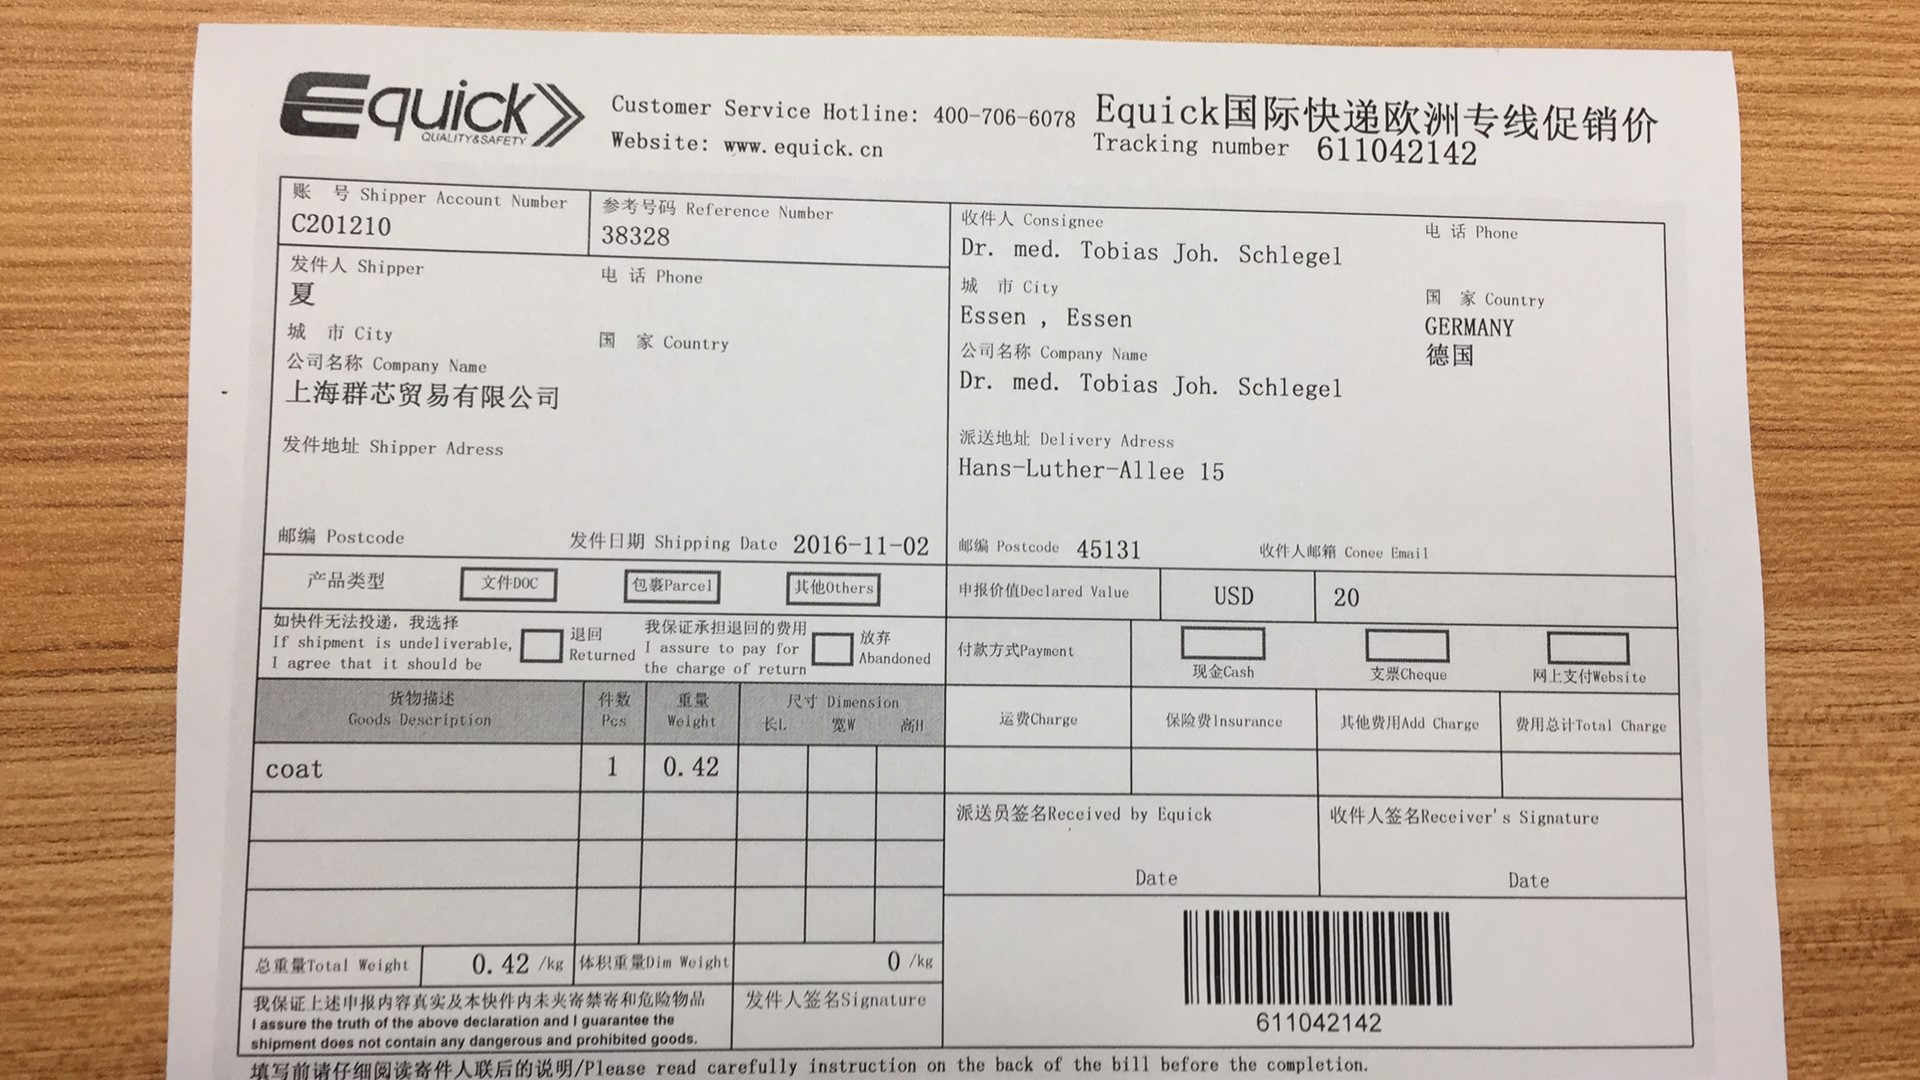 Equick
QUALITY&SAFETY
Customer Service Hotline: 400-706-6078
Website: www.equick.cn
Equick国际快递欧洲专线促销价
Tracking number 611042142
账 号 Shipper Account Number
C201210
参考号码 Reference Number
38328
发件人 Shipper
夏
电 话 Phone
城 市 City
国 家 Country
公司名称 Company Name
上海群芯贸易有限公司
发件地址 Shipper Adress
邮编 Postcode
发件日期 Shipping Date 2016-11-02
收件人 Consignee
Dr. med. Tobias Joh. Schlegel
电 话 Phone
城 市 City
Essen , Essen
国 家 Country
GERMANY
德国
公司名称 Company Name
Dr. med. Tobias Joh. Schlegel
派送地址 Delivery Adress
Hans-Luther-Allee 15
邮编 Postcode 45131
收件人邮箱 Conee Email
产品类型 文件DOC 包裹Parcel 其他Others
申报价值Declared Value USD 20
如快件无法投递，我选择
If shipment is undeliverable,
I agree that it should be
退回
Returned
我保证承担退回的费用
I assure to pay for
the charge of return
放弃
Abandoned
付款方式Payment
现金Cash
支票Cheque
网上支付Website
货物描述
Goods Description
件数
Pcs
重量
Weight
尺寸 Dimension
长L 宽W 高H
运费Charge 保险费Insurance 其他费用Add Charge 费用总计Total Charge
coat 1 0.42
派送员签名Received by Equick
Date
收件人签名Receiver's Signature
Date
总重量Total Weight 0.42 /kg 体积重量Dim Weight 0 /kg
我保证上述申报内容真实及本快件内未夹寄禁寄和危险物品
I assure the truth of the above declaration and I guarantee the
shipment does not contain any dangerous and prohibited goods.
发件人签名Signature
611042142
填写前请仔细阅读寄件人联后的说明/Please read carefully instruction on the back of the bill before the completion.